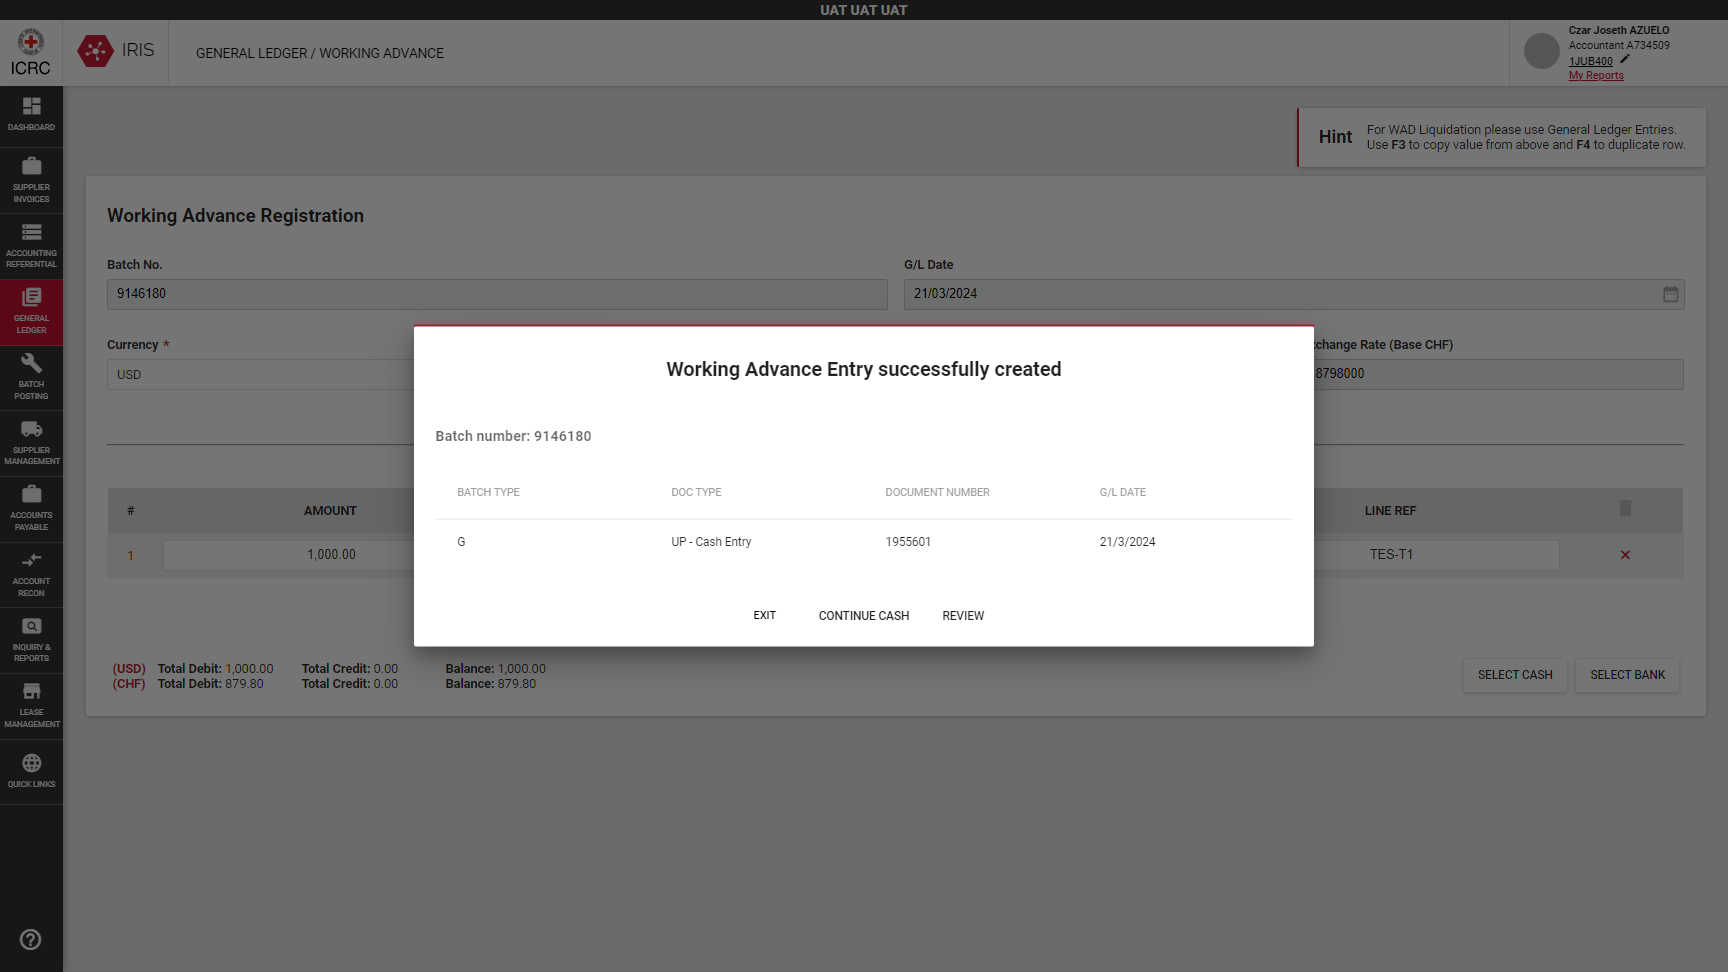 UAT UAT UAT
ICRC
IRIS
GENERAL LEDGER / WORKING ADVANCE
Czar Joseth AZUELO
Accountant A734509
1JUB400
My Reports
DASHBOARD
SUPPLIER
INVOICES
ACCOUNTING
REFERENTIAL
GENERAL
LEDGER
BATCH
POSTING
SUPPLIER
MANAGEMENT
ACCOUNTS
PAYABLE
ACCOUNT
RECON
INQUIRY &
REPORTS
LEASE
MANAGEMENT
QUICK LINKS
Hint
For WAD Liquidation please use General Ledger Entries.
Use F3 to copy value from above and F4 to duplicate row.
Working Advance Registration
Batch No.
G/L Date
9146180
21/03/2024
Currency *
change Rate (Base CHF)
USD
8798000
Working Advance Entry successfully created
Batch number: 9146180
BATCH TYPE DOC TYPE DOCUMENT NUMBER G/L DATE
G UP - Cash Entry 1955601 21/3/2024
EXIT CONTINUE CASH REVIEW
# AMOUNT LINE REF
1 1,000.00 TES-T1
(USD) Total Debit: 1,000.00 Total Credit: 0.00 Balance: 1,000.00
(CHF) Total Debit: 879.80 Total Credit: 0.00 Balance: 879.80
SELECT CASH SELECT BANK